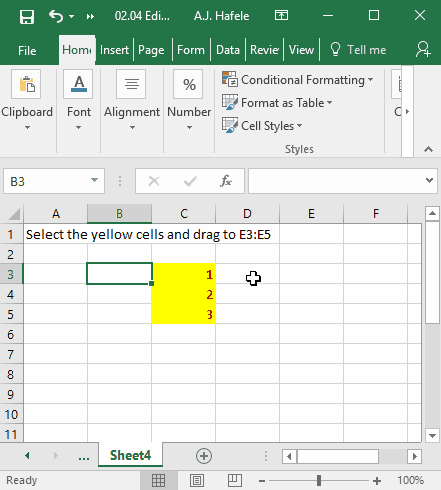 02.04 Edi... A.J. Hafele
File Home Insert Page Form Data Revie View Tell me
Conditional Formatting
Format as Table
Cell Styles
Clipboard Font Alignment Number
Styles
B3 fx
A B C D E F
1 Select the yellow cells and drag to E3:E5
2
3 1
4 2
5 3
6
7
8
9
10
11
... Sheet4
Ready 100%